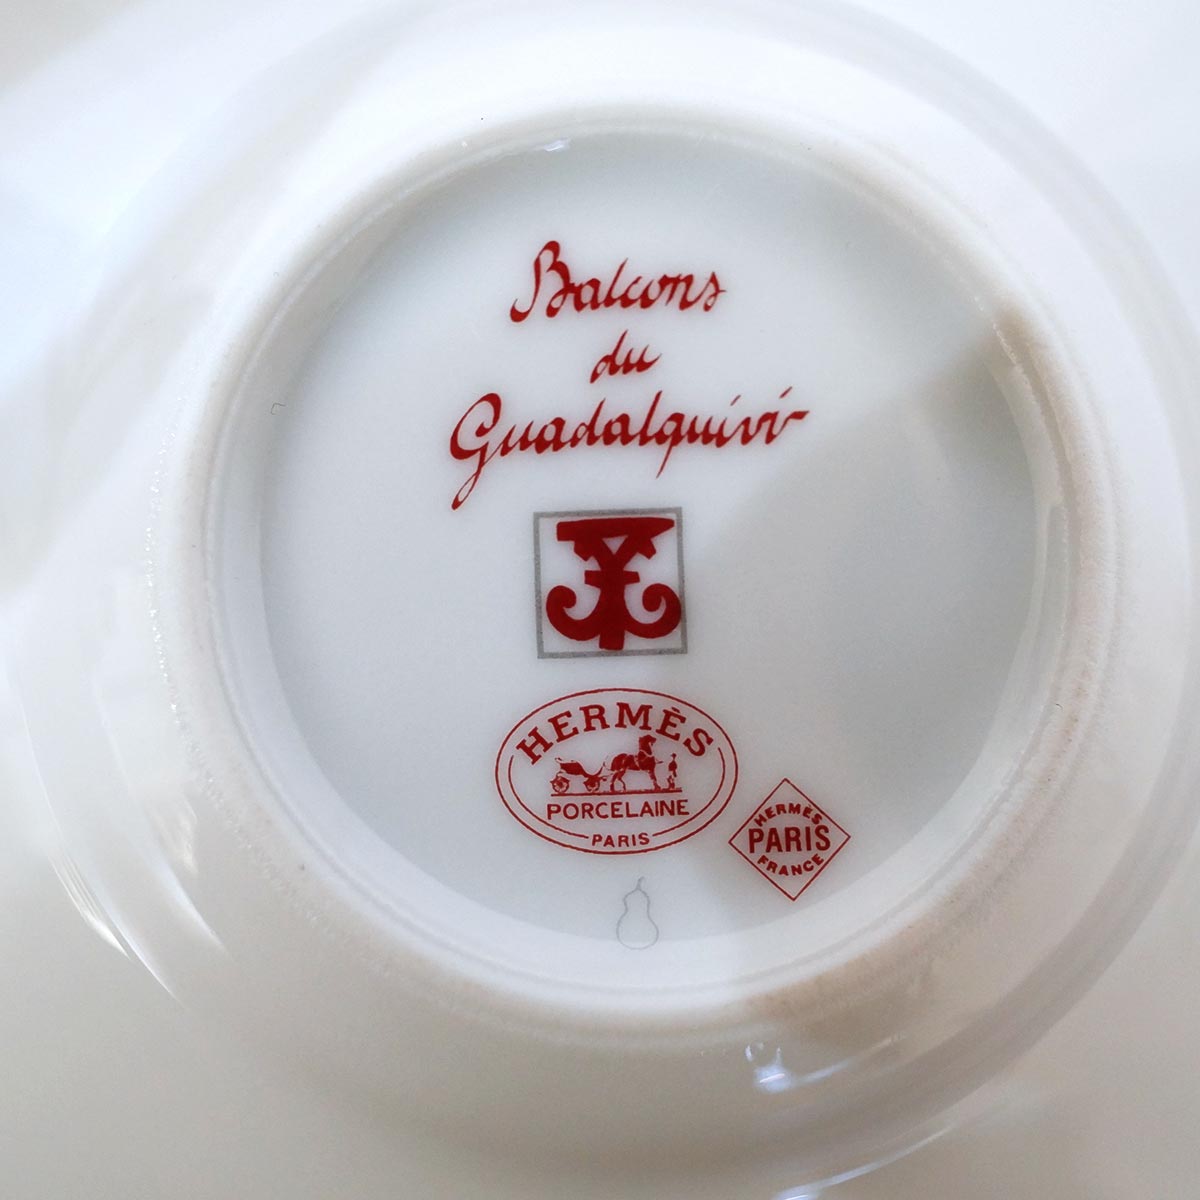 Balcons
du
Guadalquivir
HERMÈS
PORCELAINE
PARIS
HERMÈS
PARIS
FRANCE